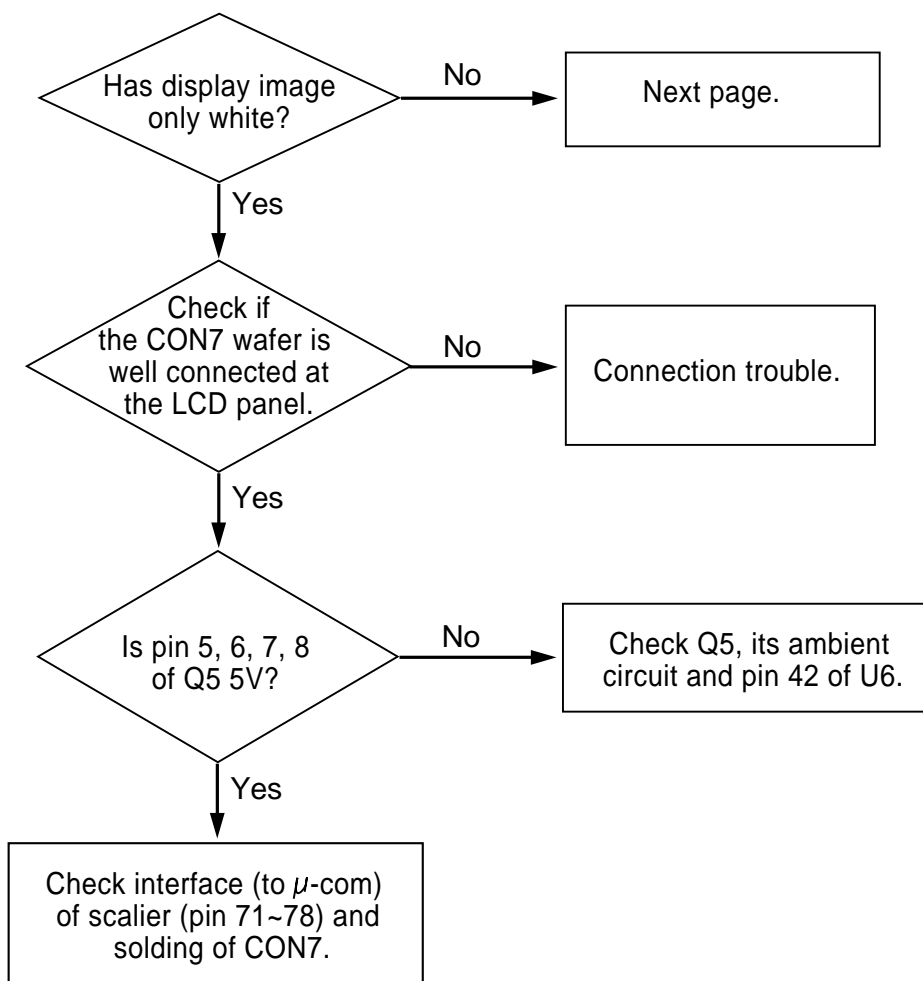 Has display image
only white?
No
Next page.
Yes
Check if
the CON7 wafer is
well connected at
the LCD panel.
No
Connection trouble.
Yes
Is pin 5, 6, 7, 8
of Q5 5V?
No
Check Q5, its ambient
circuit and pin 42 of U6.
Yes
Check interface (to μ-com)
of scalier (pin 71~78) and
solding of CON7.